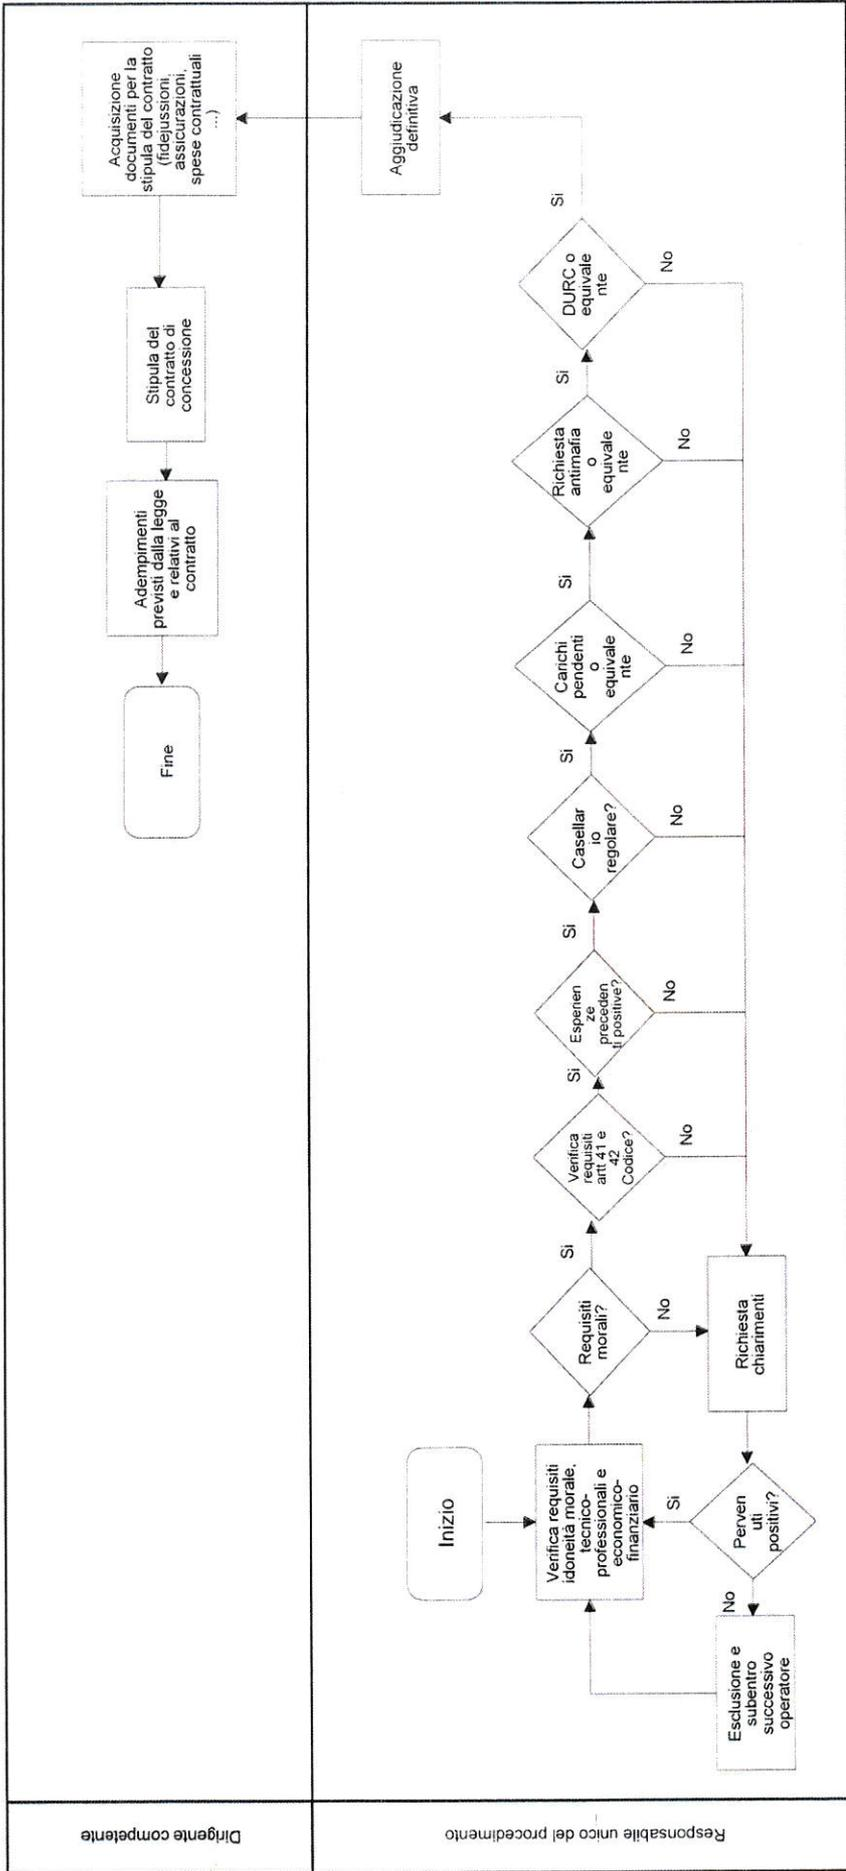 Dirigente competente
Fine
Adempimenti
previsti dalla legge
e relativi al
contratto
Stipula del
contratto di
concessione
Acquisizione
documenti per la
stipula del contratto
(fidejussioni,
assicurazioni,
spese contrattuali
...)
Responsabile unico del procedimento
Inizio
Verifica requisiti
idoneità morale,
tecnico-
professionali e
economico-
finanziario
Requisiti
morali?
Si
No
Verifica
requisiti
artt 41 e
42
Codice?
Si
No
Esperien
ze
preceden
ti positive?
Si
No
Casellar
io
regolare?
Si
No
Carichi
pendenti
o
equivale
nte
Si
No
Richiesta
antimafia
o
equivale
nte
Si
No
DURC o
equivale
nte
Si
No
Aggiudicazione
definitiva
Richiesta
chiarimenti
Perven
uti
positivi?
Si
No
Esclusione e
subentro
successivo
operatore